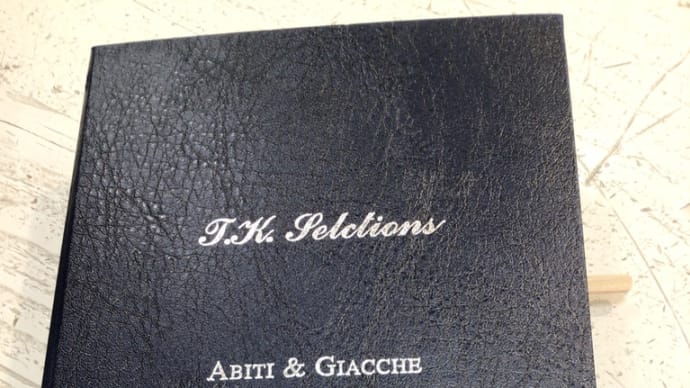 T.K. Selctions
ABITI & GIACCHE